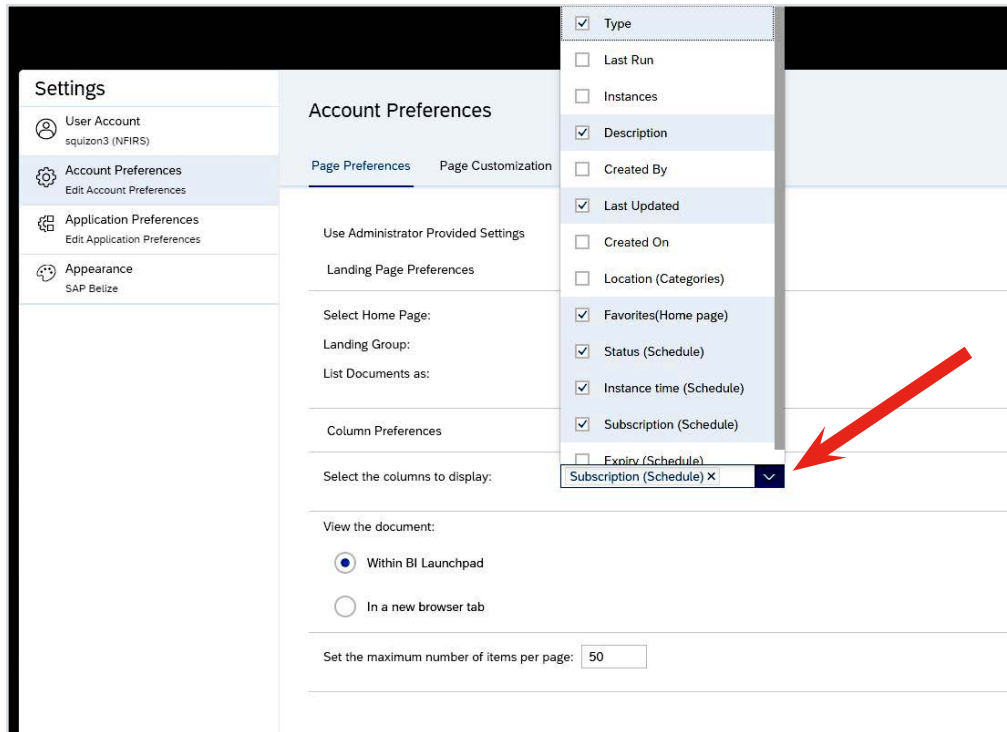 Settings
User Account
squizon3 (NFIRS)
Account Preferences
Edit Account Preferences
Application Preferences
Edit Application Preferences
Appearance
SAP Belize
Account Preferences
Page Preferences
Page Customization
Use Administrator Provided Settings
Landing Page Preferences
Select Home Page:
Landing Group:
List Documents as:
Column Preferences
Select the columns to display:
Type
Last Run
Instances
Description
Created By
Last Updated
Created On
Location (Categories)
Favorites(Home page)
Status (Schedule)
Instance time (Schedule)
Subscription (Schedule)
Expiry (Schedule)
Subscription (Schedule) ×
View the document:
Within BI Launchpad
In a new browser tab
Set the maximum number of items per page: 50